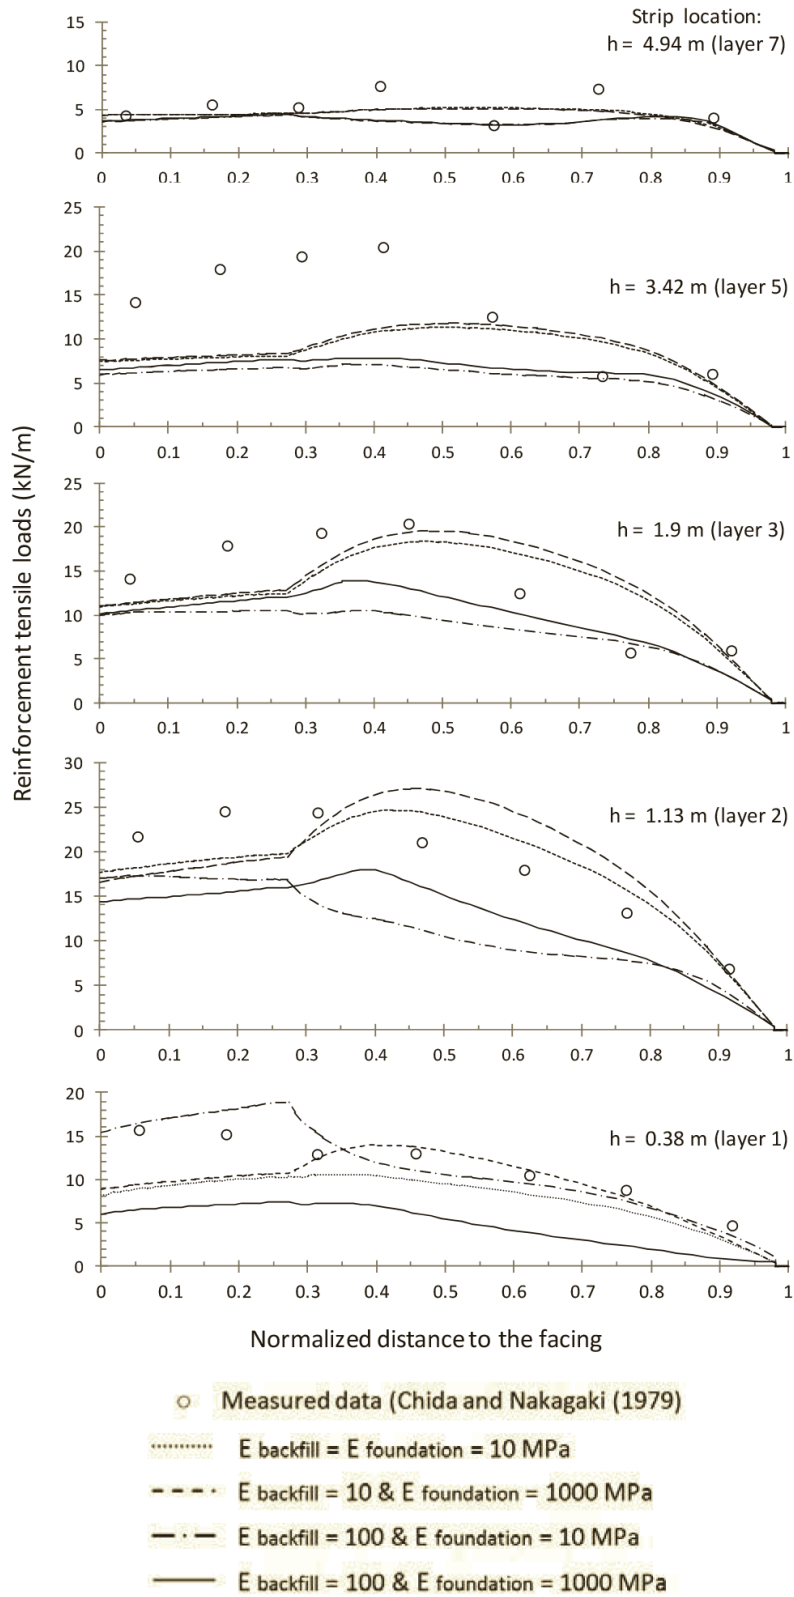 Strip location:
h = 4.94 m (layer 7)
15
10
5
0
0 0.1 0.2 0.3 0.4 0.5 0.6 0.7 0.8 0.9 1
25
20
15
10
5
0
h = 3.42 m (layer 5)
0 0.1 0.2 0.3 0.4 0.5 0.6 0.7 0.8 0.9 1
25
20
15
10
5
0
h = 1.9 m (layer 3)
0 0.1 0.2 0.3 0.4 0.5 0.6 0.7 0.8 0.9 1
30
25
20
15
10
5
0
h = 1.13 m (layer 2)
0 0.1 0.2 0.3 0.4 0.5 0.6 0.7 0.8 0.9 1
20
15
10
5
0
h = 0.38 m (layer 1)
0 0.1 0.2 0.3 0.4 0.5 0.6 0.7 0.8 0.9 1
Reinforcement tensile loads (kN/m)
Normalized distance to the facing
Measured data (Chida and Nakagaki (1979)
E backfill = E foundation = 10 MPa
E backfill = 10 & E foundation = 1000 MPa
E backfill = 100 & E foundation = 10 MPa
E backfill = 100 & E foundation = 1000 MPa